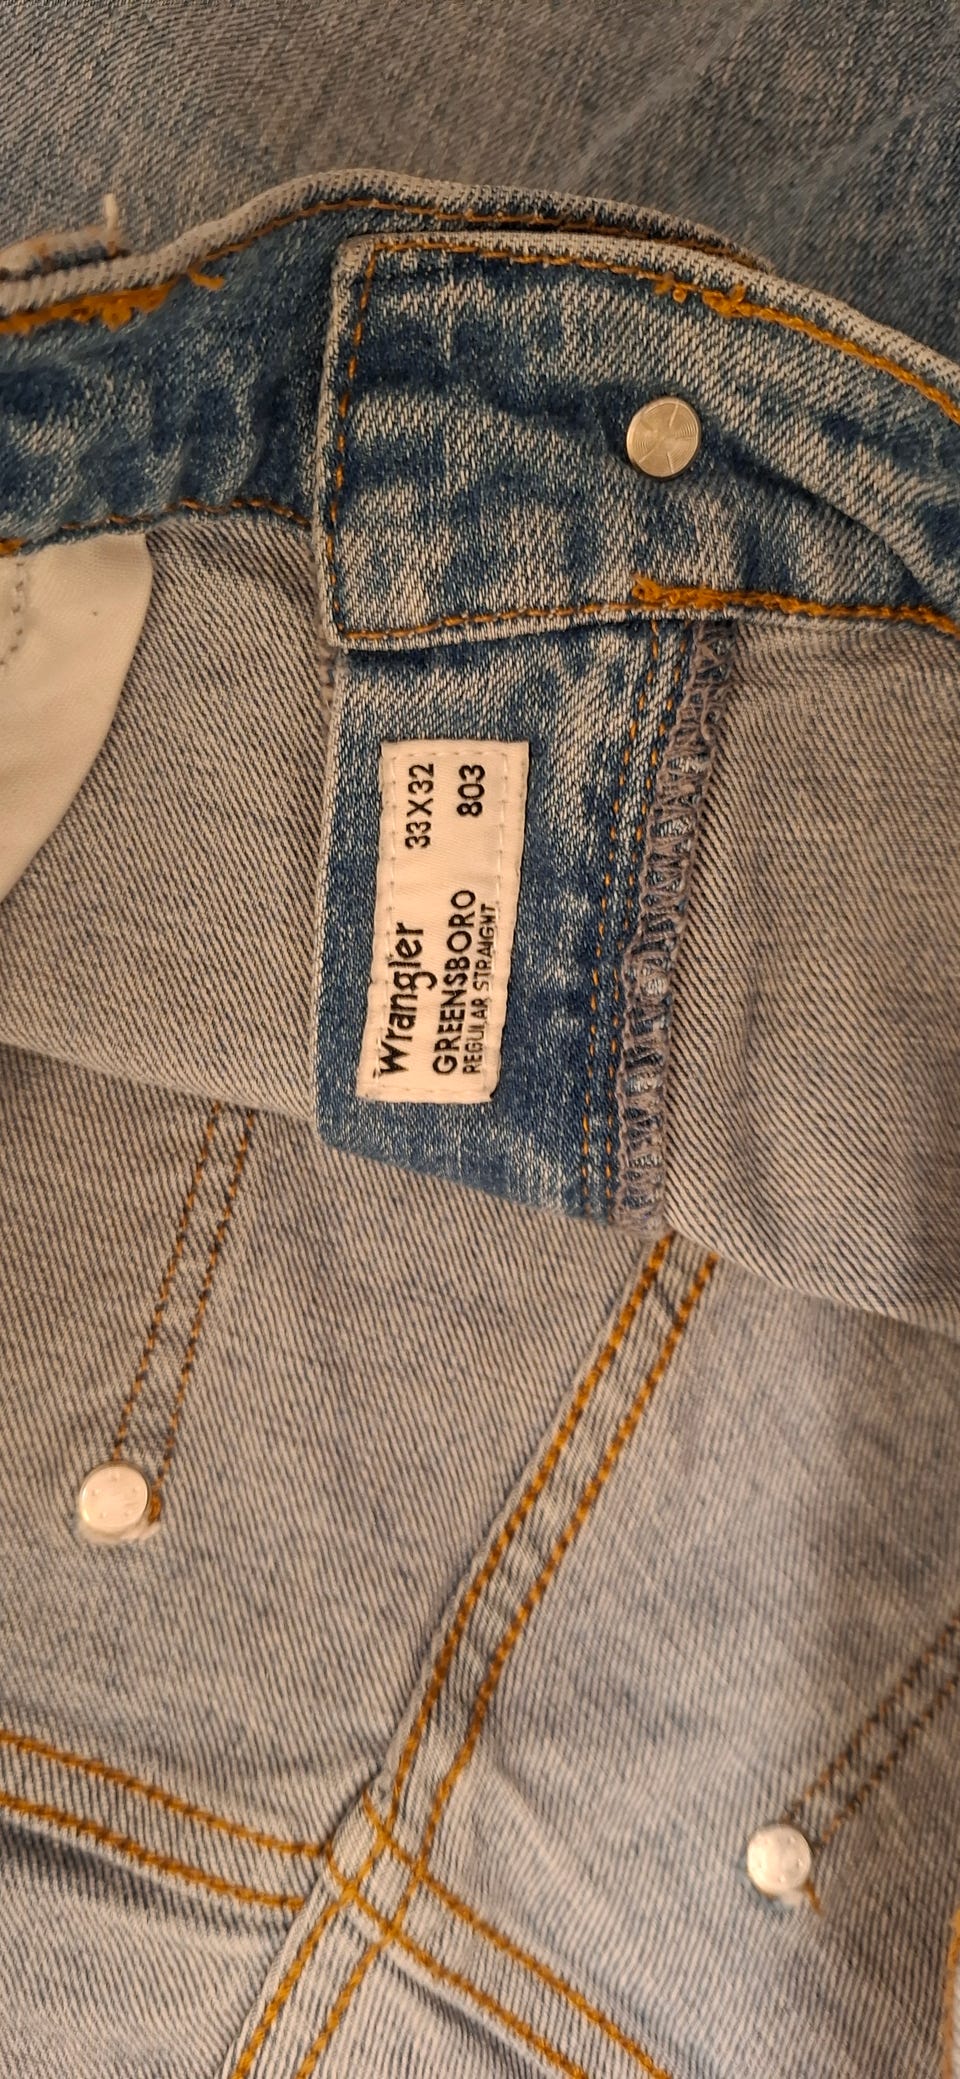 Wrangler 33X32
GREENSBORO 803
REGULAR STRAIGHT